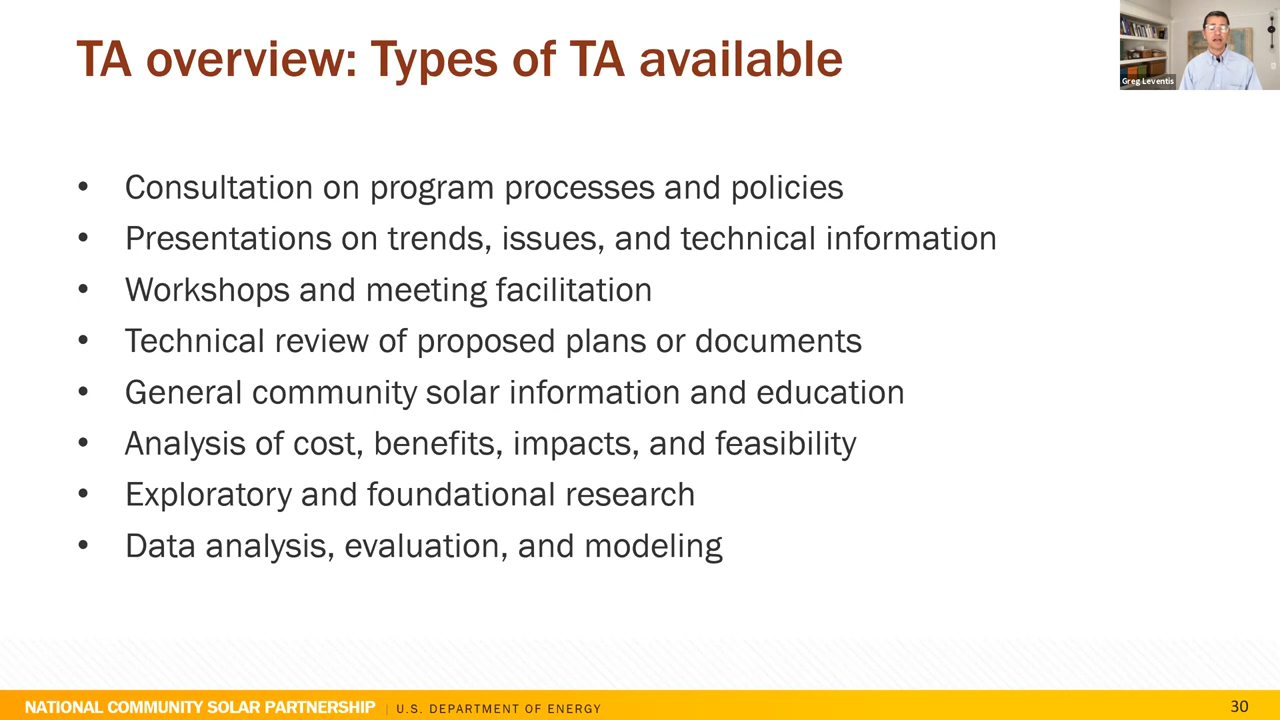 TA overview: Types of TA available
Greg Leventis
• Consultation on program processes and policies
• Presentations on trends, issues, and technical information
• Workshops and meeting facilitation
• Technical review of proposed plans or documents
• General community solar information and education
• Analysis of cost, benefits, impacts, and feasibility
• Exploratory and foundational research
• Data analysis, evaluation, and modeling
NATIONAL COMMUNITY SOLAR PARTNERSHIP | U.S. DEPARTMENT OF ENERGY
30